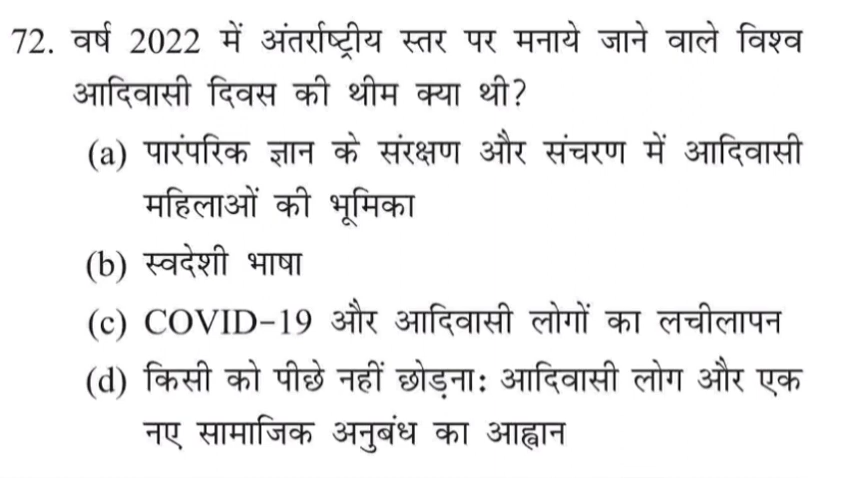 72. वर्ष 2022 में अंतर्राष्ट्रीय स्तर पर मनाये जाने वाले विश्व
आदिवासी दिवस की थीम क्या थी?
(a) पारंपरिक ज्ञान के संरक्षण और संचरण में आदिवासी
महिलाओं की भूमिका
(b) स्वदेशी भाषा
(c) COVID-19 और आदिवासी लोगों का लचीलापन
(d) किसी को पीछे नहीं छोड़ना: आदिवासी लोग और एक
नए सामाजिक अनुबंध का आह्वान